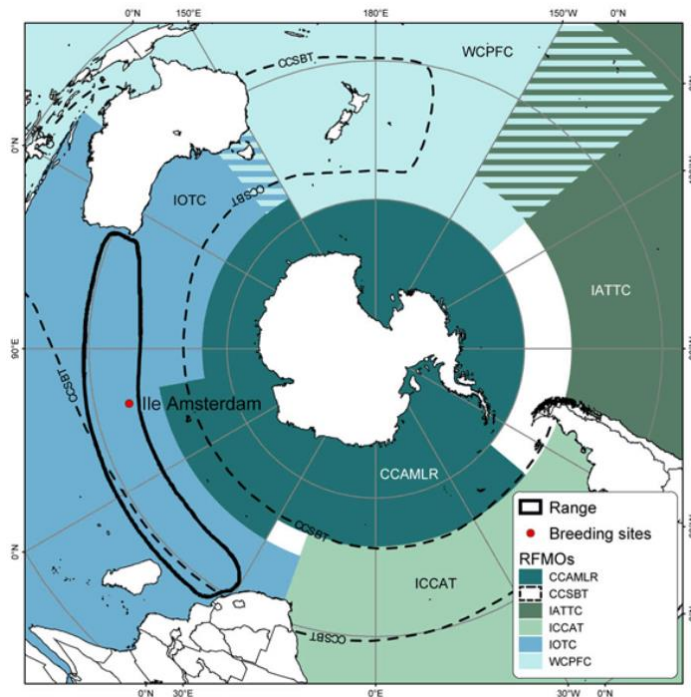 0°N
150°E
180°E
150°W
0°N
WCPFC
CCSBT
0°N
IOTC
CCSBT
IATTC
90°E
CCSBT
Ile Amsterdam
CCAMLR
0°N
CCSBT
ICCAT
CCSBT
Range
Breeding sites
RFMOs
CCAMLR
CCSBT
IATTC
ICCAT
IOTC
WCPFC
0°N
30°E
0°E
0°N